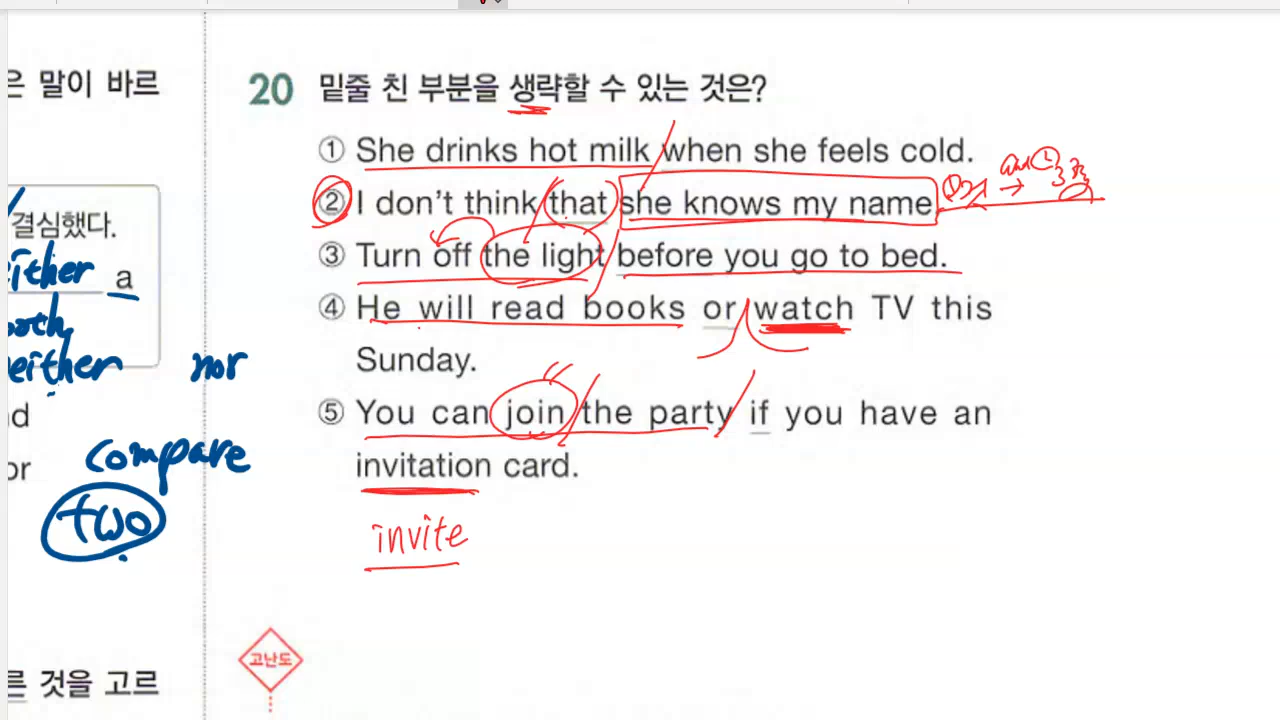 은 말이 바르
결심했다.
either a
both
neither nor
nd
compare
or
two
른 것을 고르
20 밑줄 친 부분을 생략할 수 있는 것은?
① She drinks hot milk when she feels cold.
② I don't think that she knows my name
③ Turn off the light before you go to bed.
④ He will read books or watch TV this
Sunday.
⑤ You can join the party if you have an
invitation card.
invite
고난도